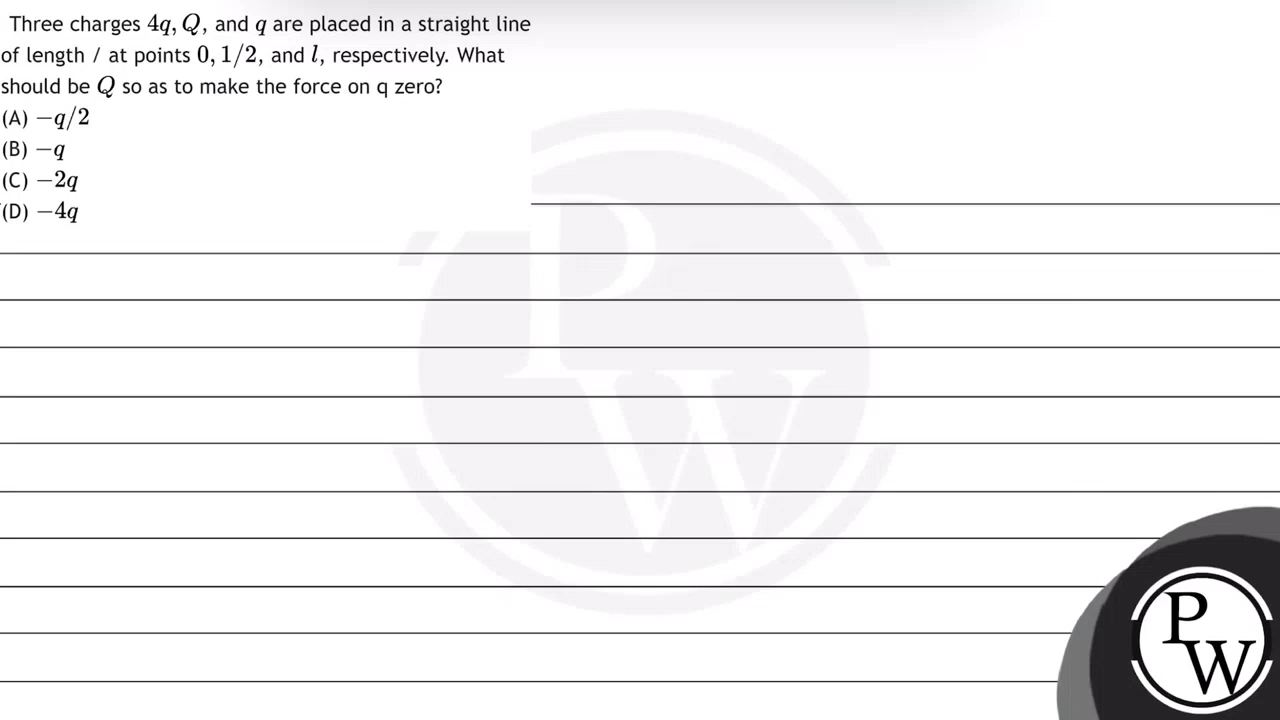 Three charges 4q, Q, and q are placed in a straight line
of length / at points 0, 1/2, and l, respectively. What
should be Q so as to make the force on q zero?
(A) −q/2
(B) −q
(C) −2q
(D) −4q
P
W
P
W